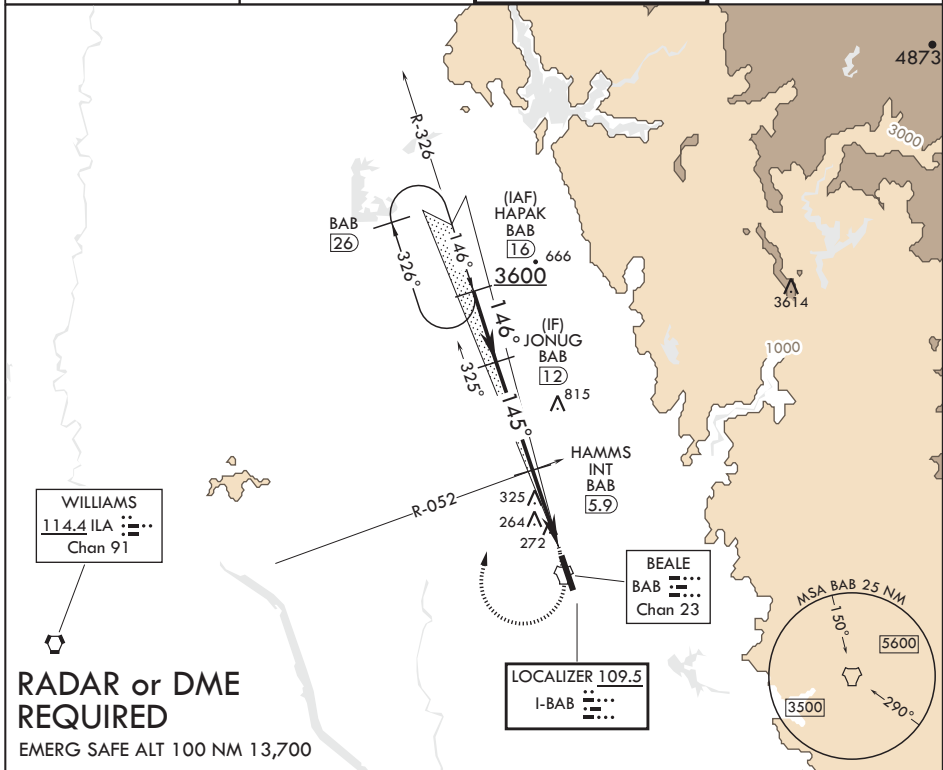 4873
3000
R-326
(IAF)
HAPAK
BAB
16
666
3600
BAB
26
146°
326°
146°
(IF)
JONUG
BAB
12
3614
1000
325°
815
145°
HAMMS
INT
BAB
5.9
R-052
325
264
272
WILLIAMS
114.4 ILA
Chan 91
BEALE
BAB
Chan 23
LOCALIZER 109.5
I-BAB
MSA BAB 25 NM
150°
5600
3500
290°
RADAR or DME
REQUIRED
EMERG SAFE ALT 100 NM 13,700